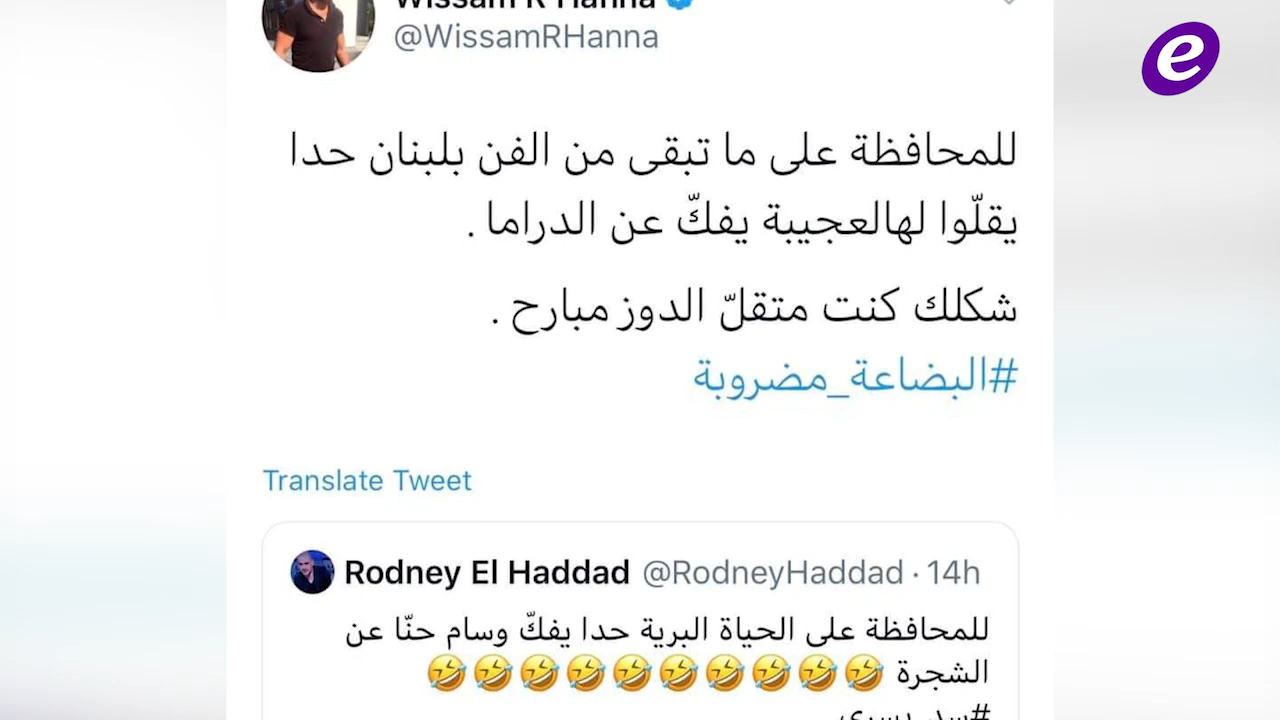 Wissam R Hanna
@WissamRHanna
e
للمحافظة على ما تبقى من الفن بلبنان حدا
يقلّوا لهالعجيبة يفكّ عن الدراما .
شكلك كنت متقلّ الدوز مبارح .
#البضاعة_مضروبة
Translate Tweet
Rodney El Haddad @RodneyHaddad · 14h
للمحافظة على الحياة البرية حدا يفكّ وسام حنّا عن
الشجرة 🤣🤣🤣🤣🤣🤣🤣🤣🤣🤣
#سد_بسري